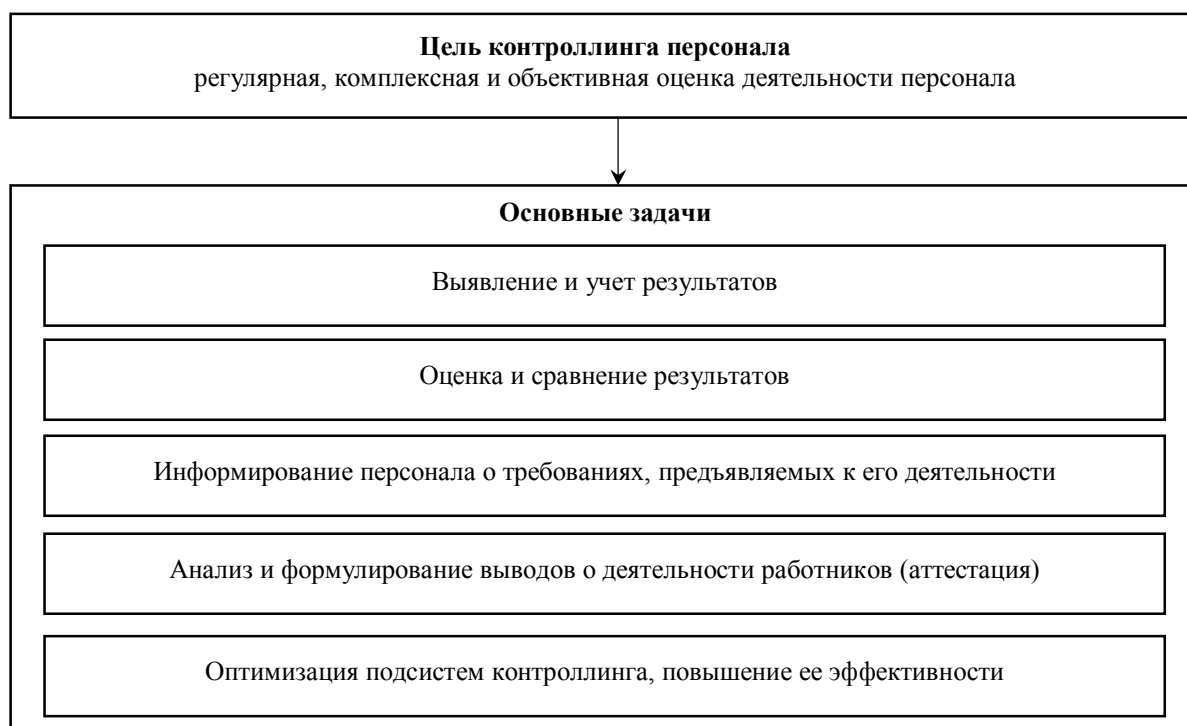 Цель контроллинга персонала
регулярная, комплексная и объективная оценка деятельности персонала
Основные задачи
Выявление и учет результатов
Оценка и сравнение результатов
Информирование персонала о требованиях, предъявляемых к его деятельности
Анализ и формулирование выводов о деятельности работников (аттестация)
Оптимизация подсистем контроллинга, повышение ее эффективности